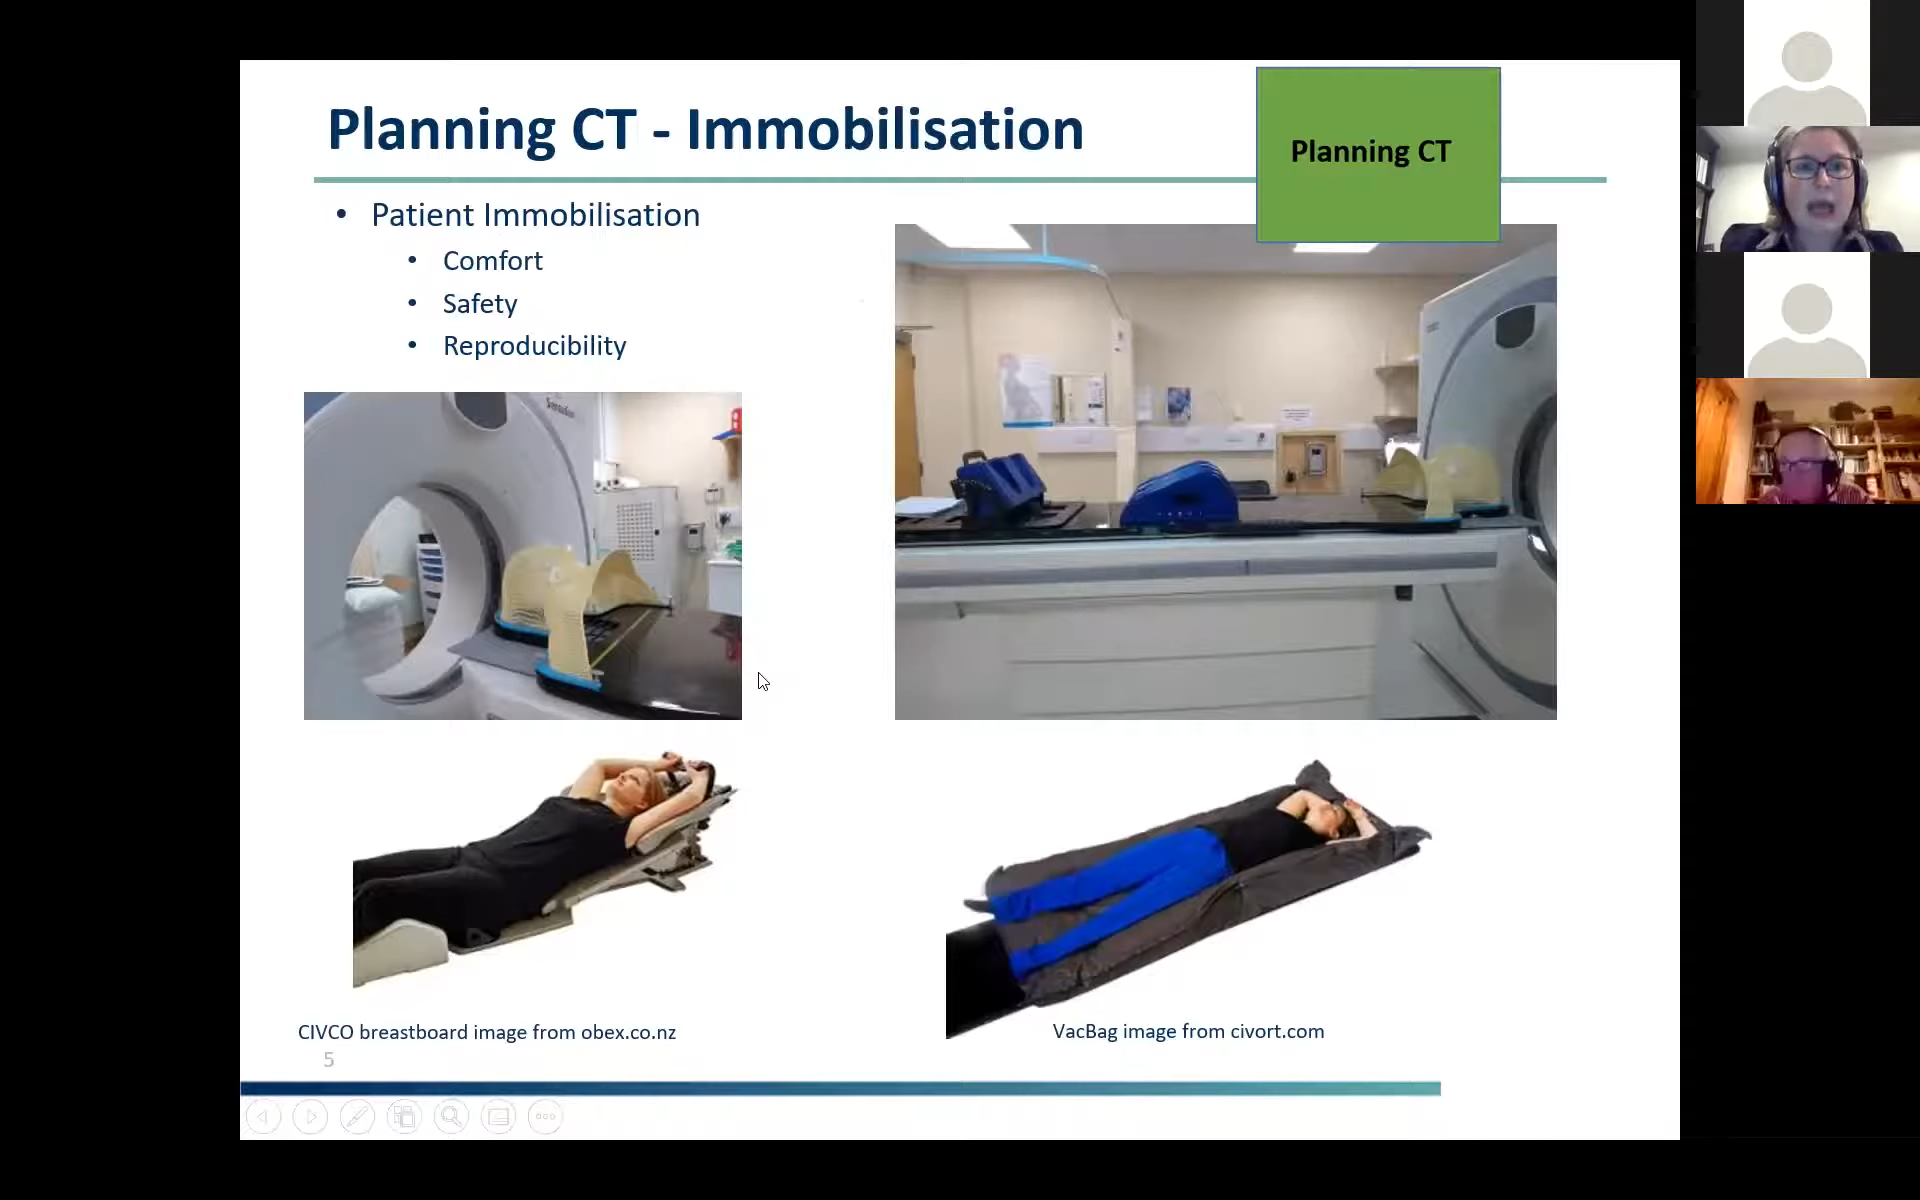 Planning CT - Immobilisation
Planning CT
• Patient Immobilisation
• Comfort
• Safety
• Reproducibility
CIVCO breastboard image from obex.co.nz
VacBag image from civort.com
5